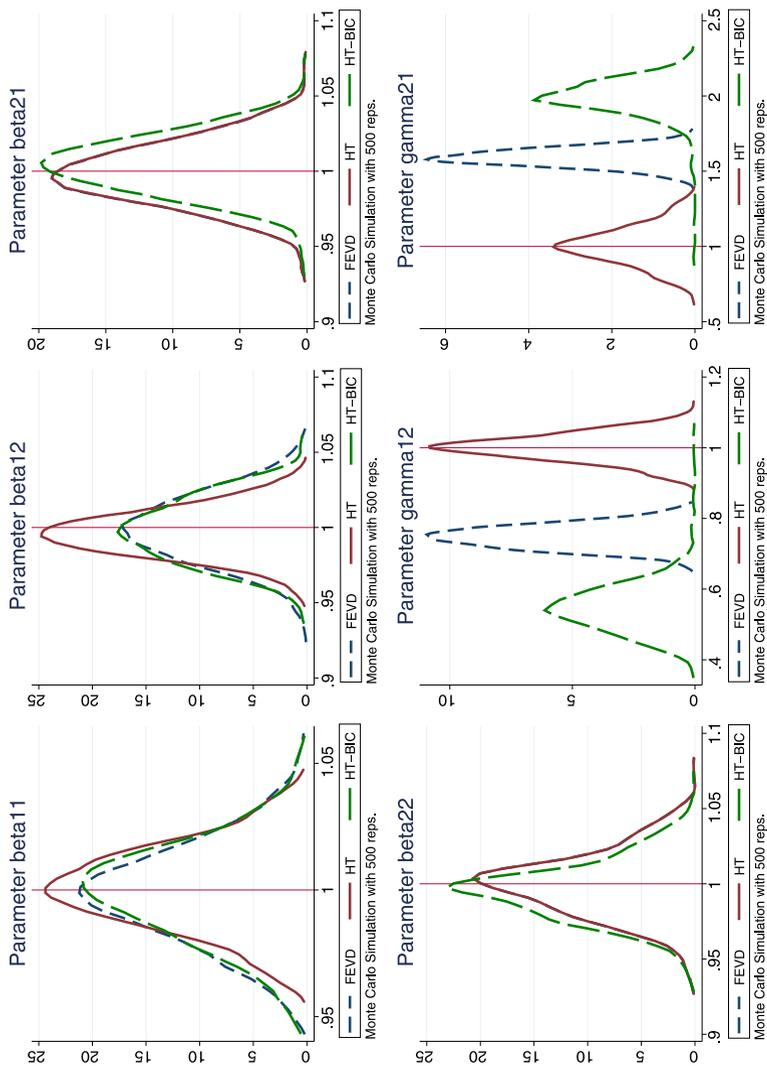 Parameter beta11
25
20
15
10
5
0
.95 1 1.05
FEVD HT HT−BIC
Monte Carlo Simulation with 500 reps.
Parameter beta12
25
20
15
10
5
0
.9 .95 1 1.05 1.1
FEVD HT HT−BIC
Monte Carlo Simulation with 500 reps.
Parameter beta21
20
15
10
5
0
.9 .95 1 1.05 1.1
FEVD HT HT−BIC
Monte Carlo Simulation with 500 reps.
Parameter beta22
25
20
15
10
5
0
.9 .95 1 1.05 1.1
FEVD HT HT−BIC
Monte Carlo Simulation with 500 reps.
Parameter gamma12
10
5
0
.4 .6 .8 1 1.2
FEVD HT HT−BIC
Monte Carlo Simulation with 500 reps.
Parameter gamma21
6
4
2
0
.5 1 1.5 2 2.5
FEVD HT HT−BIC
Monte Carlo Simulation with 500 reps.